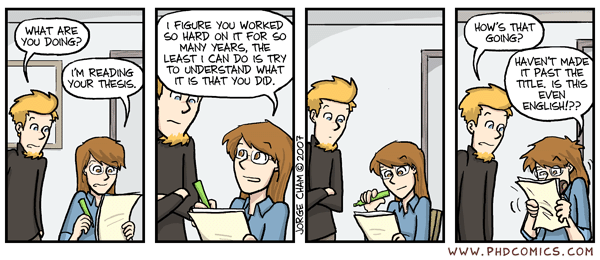 WHAT ARE
YOU DOING?
I'M READING
YOUR THESIS.
I FIGURE YOU WORKED
SO HARD ON IT FOR SO
MANY YEARS, THE
LEAST I CAN DO IS TRY
TO UNDERSTAND WHAT
IT IS THAT YOU DID.
JORGE CHAM © 2007
HOW'S THAT
GOING?
HAVEN'T MADE
IT PAST THE
TITLE. IS THIS
EVEN
ENGLISH!??
WWW.PHDCOMICS.COM